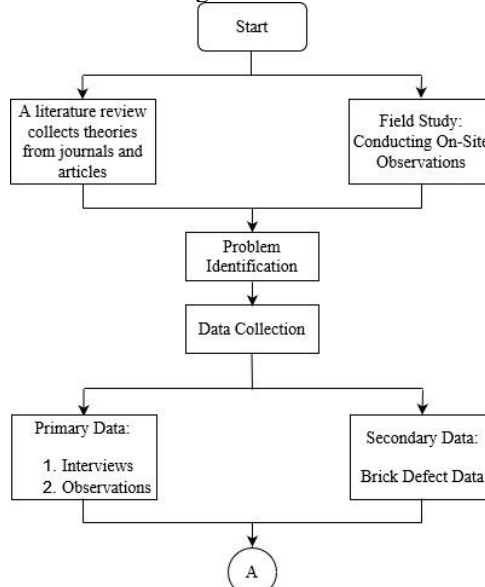 Start
A literature review
collects theories
from journals and
articles
Field Study:
Conducting On-Site
Observations
Problem
Identification
Data Collection
Primary Data:
1. Interviews
2. Observations
Secondary Data:
Brick Defect Data
A